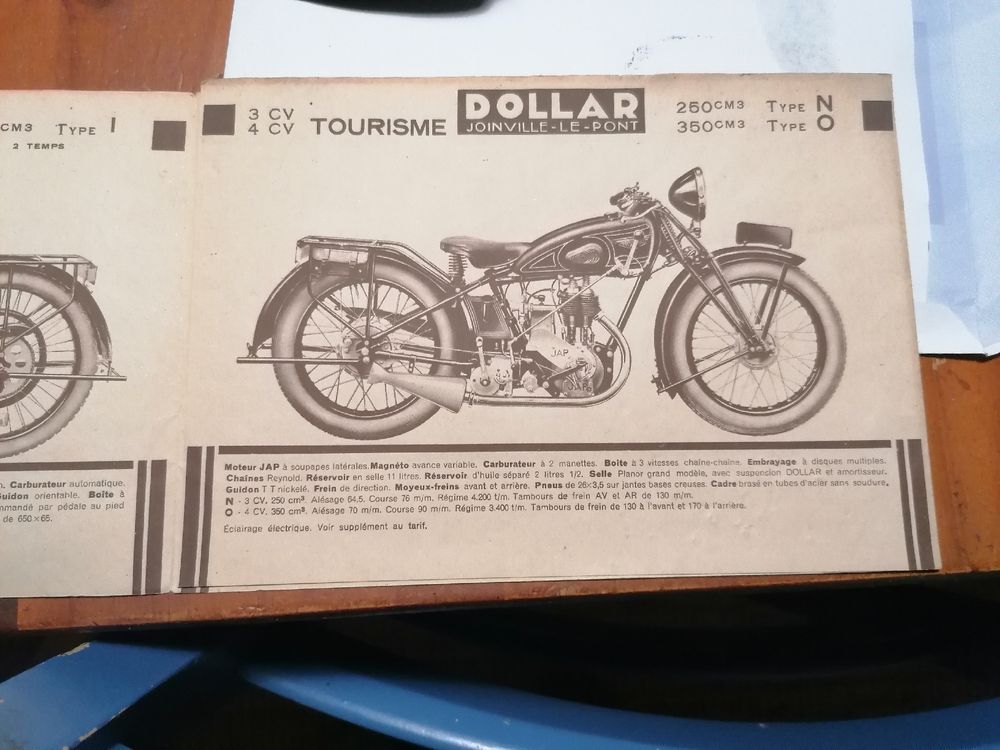 CM3 TYPE I
2 TEMPS
. Carburateur automatique.
Guidon orientable. Boîte à
mmandé par pédale au pied
de 650×65.
3 CV
4 CV
TOURISME
DOLLAR
JOINVILLE-LE-PONT
250CM3 TYPE N
350CM3 TYPE O
JAP
Moteur JAP à soupapes latérales. Magnéto avance variable. Carburateur à 2 manettes. Boîte à 3 vitesses chaîne-chaîne. Embrayage à disques multiples.
Chaînes Reynold. Réservoir en selle 11 litres. Réservoir d'huile séparé 2 litres 1/2. Selle Planor grand modèle, avec suspension DOLLAR et amortisseur.
Guidon T T nickelé. Frein de direction. Moyeux-freins avant et arrière. Pneus de 26×3,5 sur jantes bases creuses. Cadre brasé en tubes d'acier sans soudure.
N - 3 CV. 250 cm³. Alésage 64,5. Course 76 m/m. Régime 4.200 t/m. Tambours de frein AV et AR de 130 m/m.
O - 4 CV. 350 cm³. Alésage 70 m/m. Course 90 m/m. Régime 3.400 t/m. Tambours de frein de 130 à l'avant et 170 à l'arrière.
Éclairage électrique. Voir supplément au tarif.